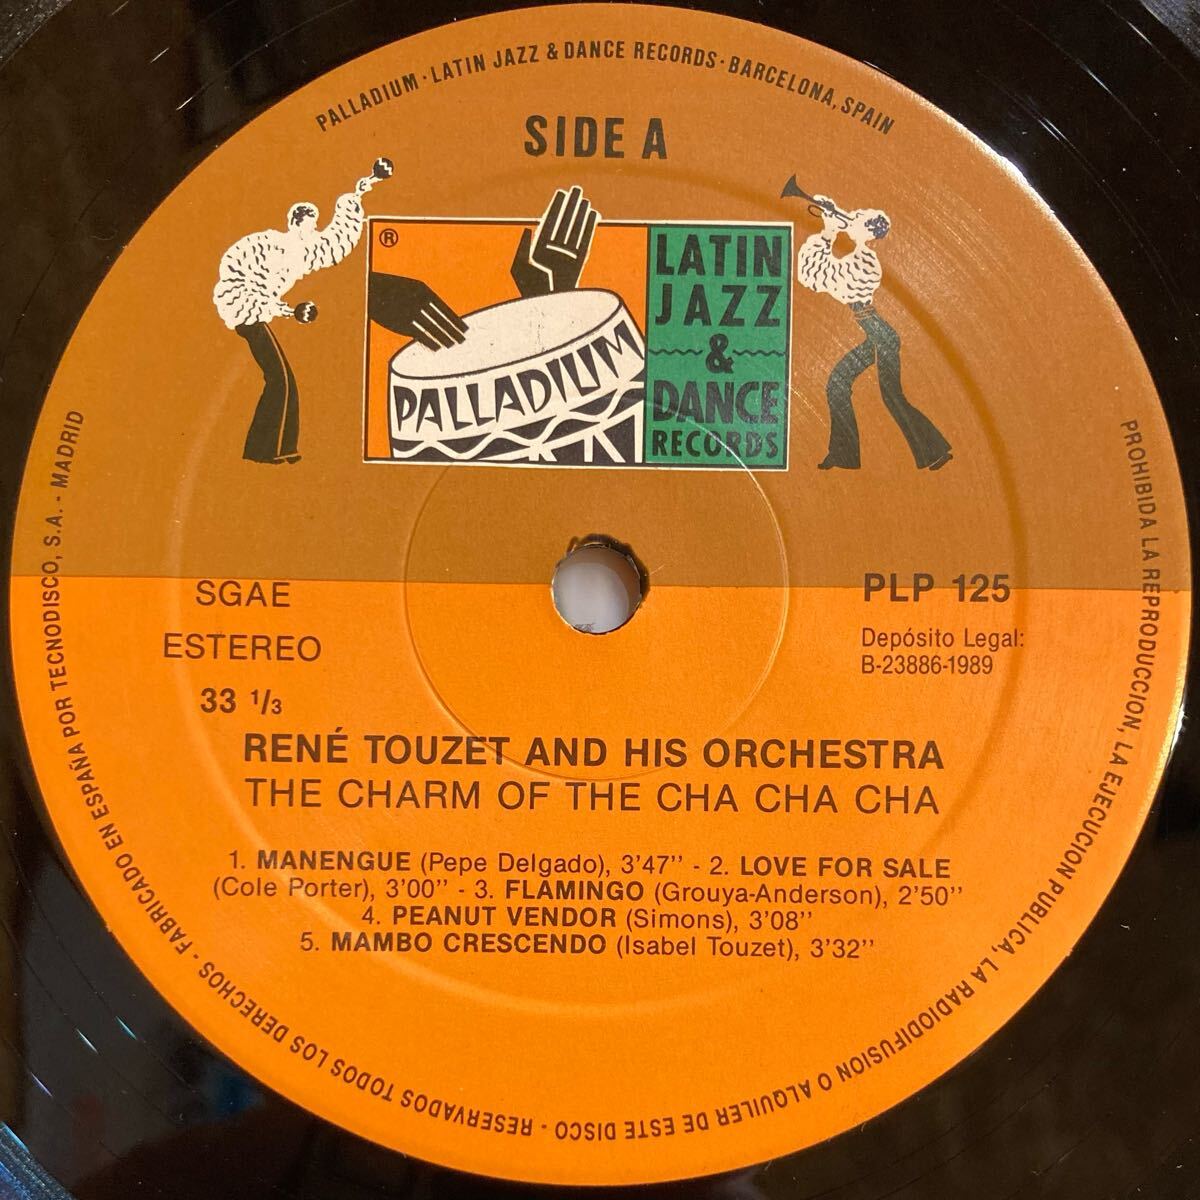 PALLADIUM · LATIN JAZZ & DANCE RECORDS · BARCELONA, SPAIN
SIDE A
®
PALLADIUM
LATIN
JAZZ
&
DANCE
RECORDS
SGAE
ESTEREO
33 1/3
PLP 125
Depósito Legal:
B-23886-1989
RENÉ TOUZET AND HIS ORCHESTRA
THE CHARM OF THE CHA CHA CHA
1. MANENGUE (Pepe Delgado), 3'47'' - 2. LOVE FOR SALE
(Cole Porter), 3'00'' - 3. FLAMINGO (Grouya-Anderson), 2'50''
4. PEANUT VENDOR (Simons), 3'08''
5. MAMBO CRESCENDO (Isabel Touzet), 3'32''
PROHIBIDA LA REPRODUCCION, LA EJECUCION PUBLICA, LA RADIODIFUSION O ALQUILER DE ESTE DISCO - RESERVADOS TODOS LOS DERECHOS - FABRICADO EN ESPAÑA POR TECNODISCO, S.A. - MADRID